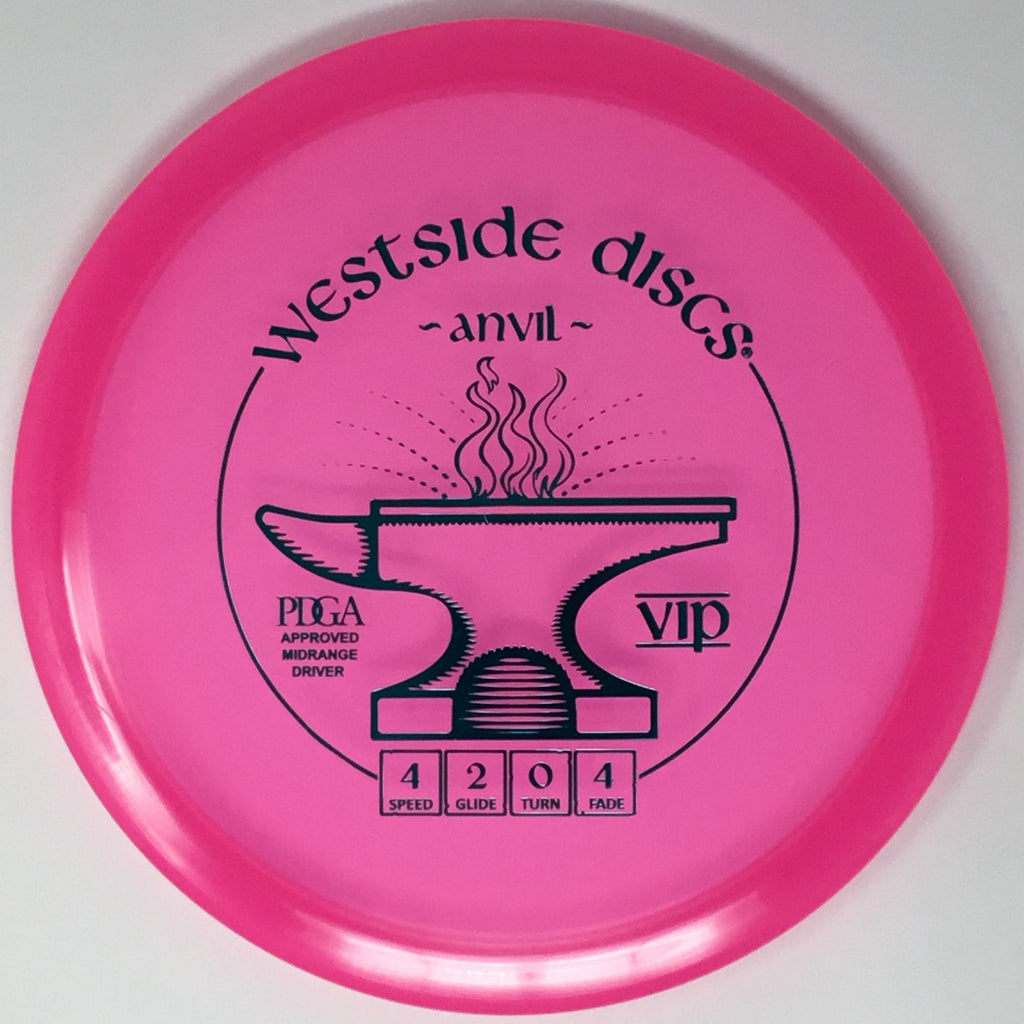 westside discs®
~anvil~
PDGA
APPROVED
MIDRANGE
DRIVER
VIP
4 2 0 4
SPEED GLIDE TURN FADE